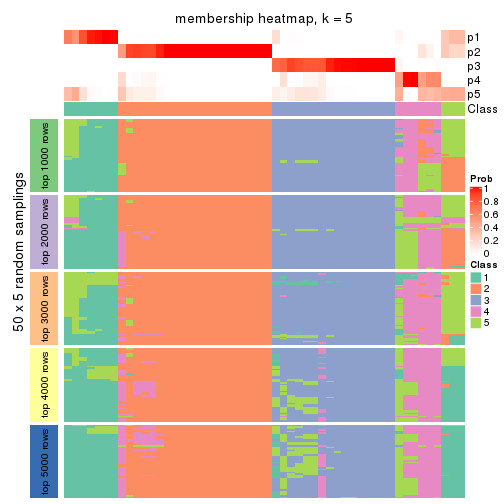 membership heatmap, k = 5
p1
p2
p3
p4
p5
Class
50 x 5 random samplings
top 1000 rows
top 2000 rows
top 3000 rows
top 4000 rows
top 5000 rows
Prob
1
0.8
0.6
0.4
0.2
0
Class
1
2
3
4
5